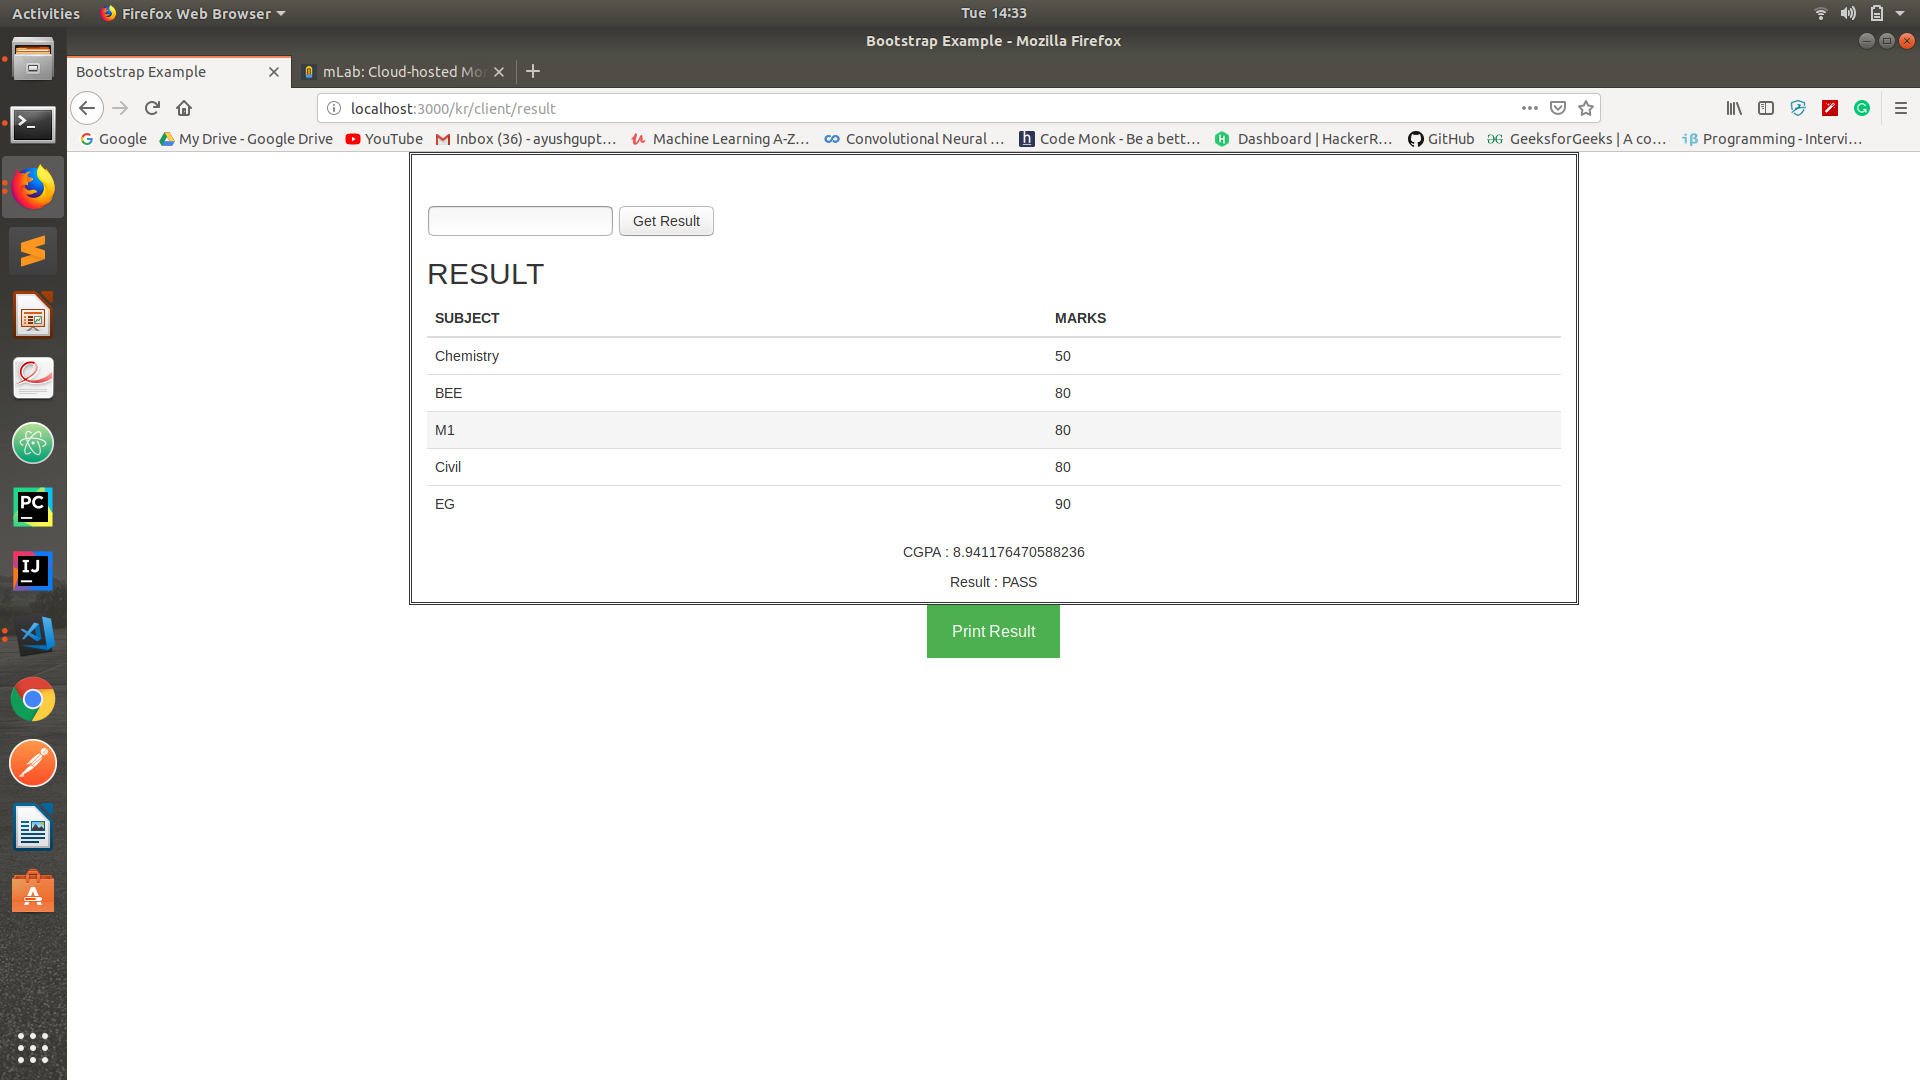 Activities Firefox Web Browser Tue 14:33
Bootstrap Example - Mozilla Firefox
Bootstrap Example mLab: Cloud-hosted Mo
localhost:3000/kr/client/result
Google My Drive - Google Drive YouTube Inbox (36) - ayushgupt… Machine Learning A-Z… Convolutional Neural … Code Monk - Be a bett… Dashboard | HackerR… GitHub GeeksforGeeks | A co… Programming - Intervi…
Get Result
RESULT
SUBJECT MARKS
Chemistry 50
BEE 80
M1 80
Civil 80
EG 90
CGPA : 8.941176470588236
Result : PASS
Print Result
PC
IJ